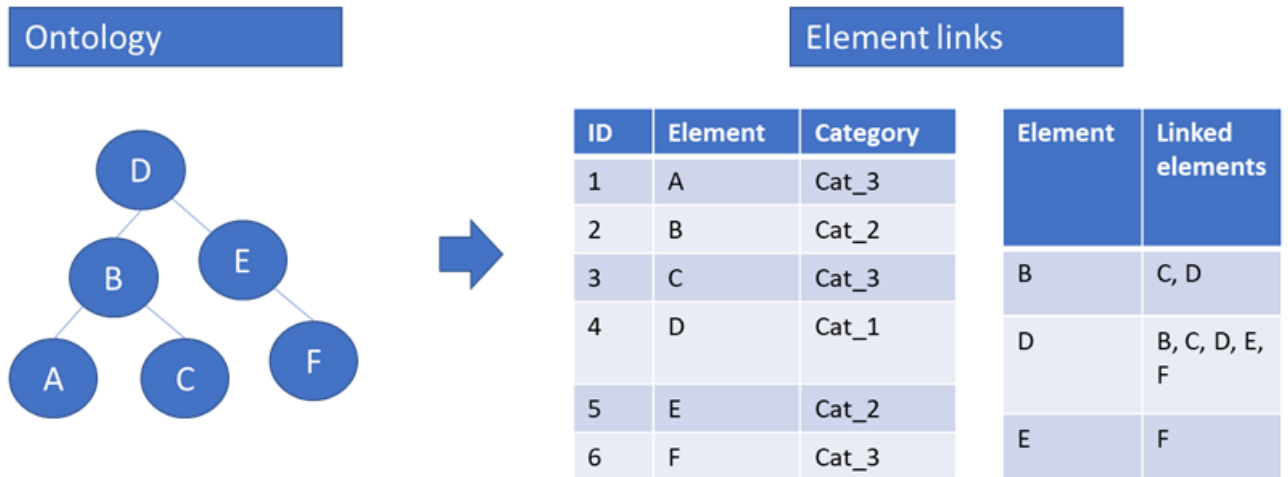 Ontology
Element links
D
B
E
A
C
F
ID Element Category
1 A Cat_3
2 B Cat_2
3 C Cat_3
4 D Cat_1
5 E Cat_2
6 F Cat_3
Element Linked
elements
B C, D
D B, C, D, E,
F
E F